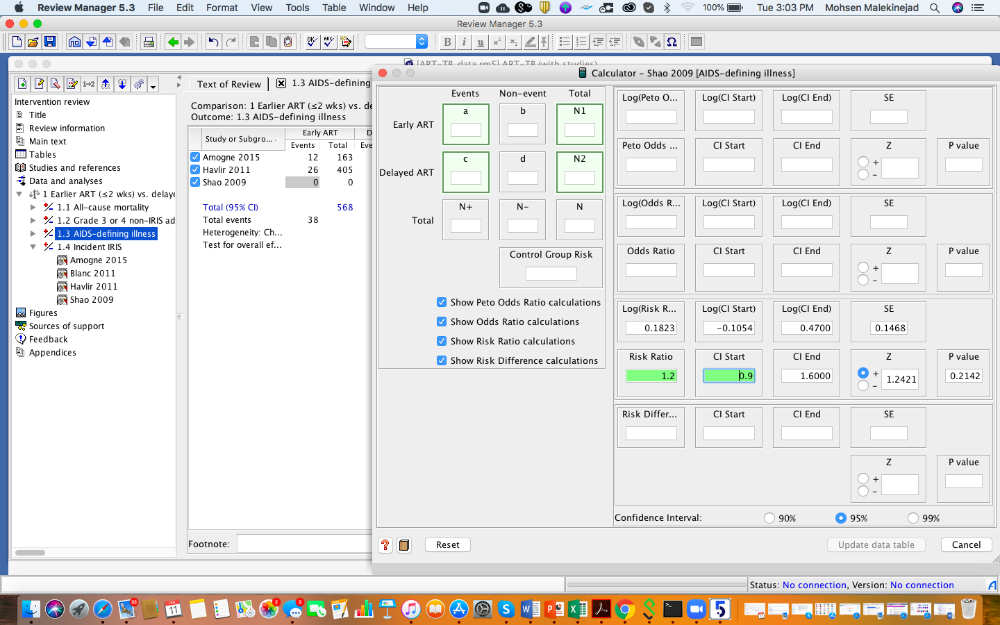 Review Manager 5.3 File Edit Format View Tools Table Window Help 100% Tue 3:03 PM Mohsen Malekinejad
Review Manager 5.3
[ART-TB_data.rm5] ART-TB (with studies)
Calculator – Shao 2009 [AIDS-defining illness]
Text of Review 1.3 AIDS-defining
Intervention review
Title
Review information
Main text
Tables
Studies and references
Data and analyses
1 Earlier ART (≤2 wks) vs. delaye
1.1 All-cause mortality
1.2 Grade 3 or 4 non-IRIS ad
1.3 AIDS-defining illness
1.4 Incident IRIS
Amogne 2015
Blanc 2011
Havlir 2011
Shao 2009
Figures
Sources of support
Feedback
Appendices
Comparison: 1 Earlier ART (≤2 wks) vs. de
Outcome: 1.3 AIDS-defining illness
Study or Subgro... Early ART D
Events Total Eve
Amogne 2015 12 163
Havlir 2011 26 405
Shao 2009 0 0
Total (95% CI) 568
Total events 38
Heterogeneity: Ch...
Test for overall ef...
Footnote:
Events Non-event Total
a b N1
Early ART
c d N2
Delayed ART
N+ N- N
Total
Control Group Risk
Show Peto Odds Ratio calculations
Show Odds Ratio calculations
Show Risk Ratio calculations
Show Risk Difference calculations
Log(Peto O... Log(CI Start) Log(CI End) SE
Peto Odds ... CI Start CI End Z P value
+
-
Log(Odds R... Log(CI Start) Log(CI End) SE
Odds Ratio CI Start CI End Z P value
+
-
Log(Risk R... Log(CI Start) Log(CI End) SE
0.1823 -0.1054 0.4700 0.1468
Risk Ratio CI Start CI End Z P value
1.2 0.9 1.6000 + 1.2421 0.2142
-
Risk Differ... CI Start CI End SE
Z P value
+
-
Confidence Interval: 90% 95% 99%
Reset Update data table Cancel
Status: No connection, Version: No connection